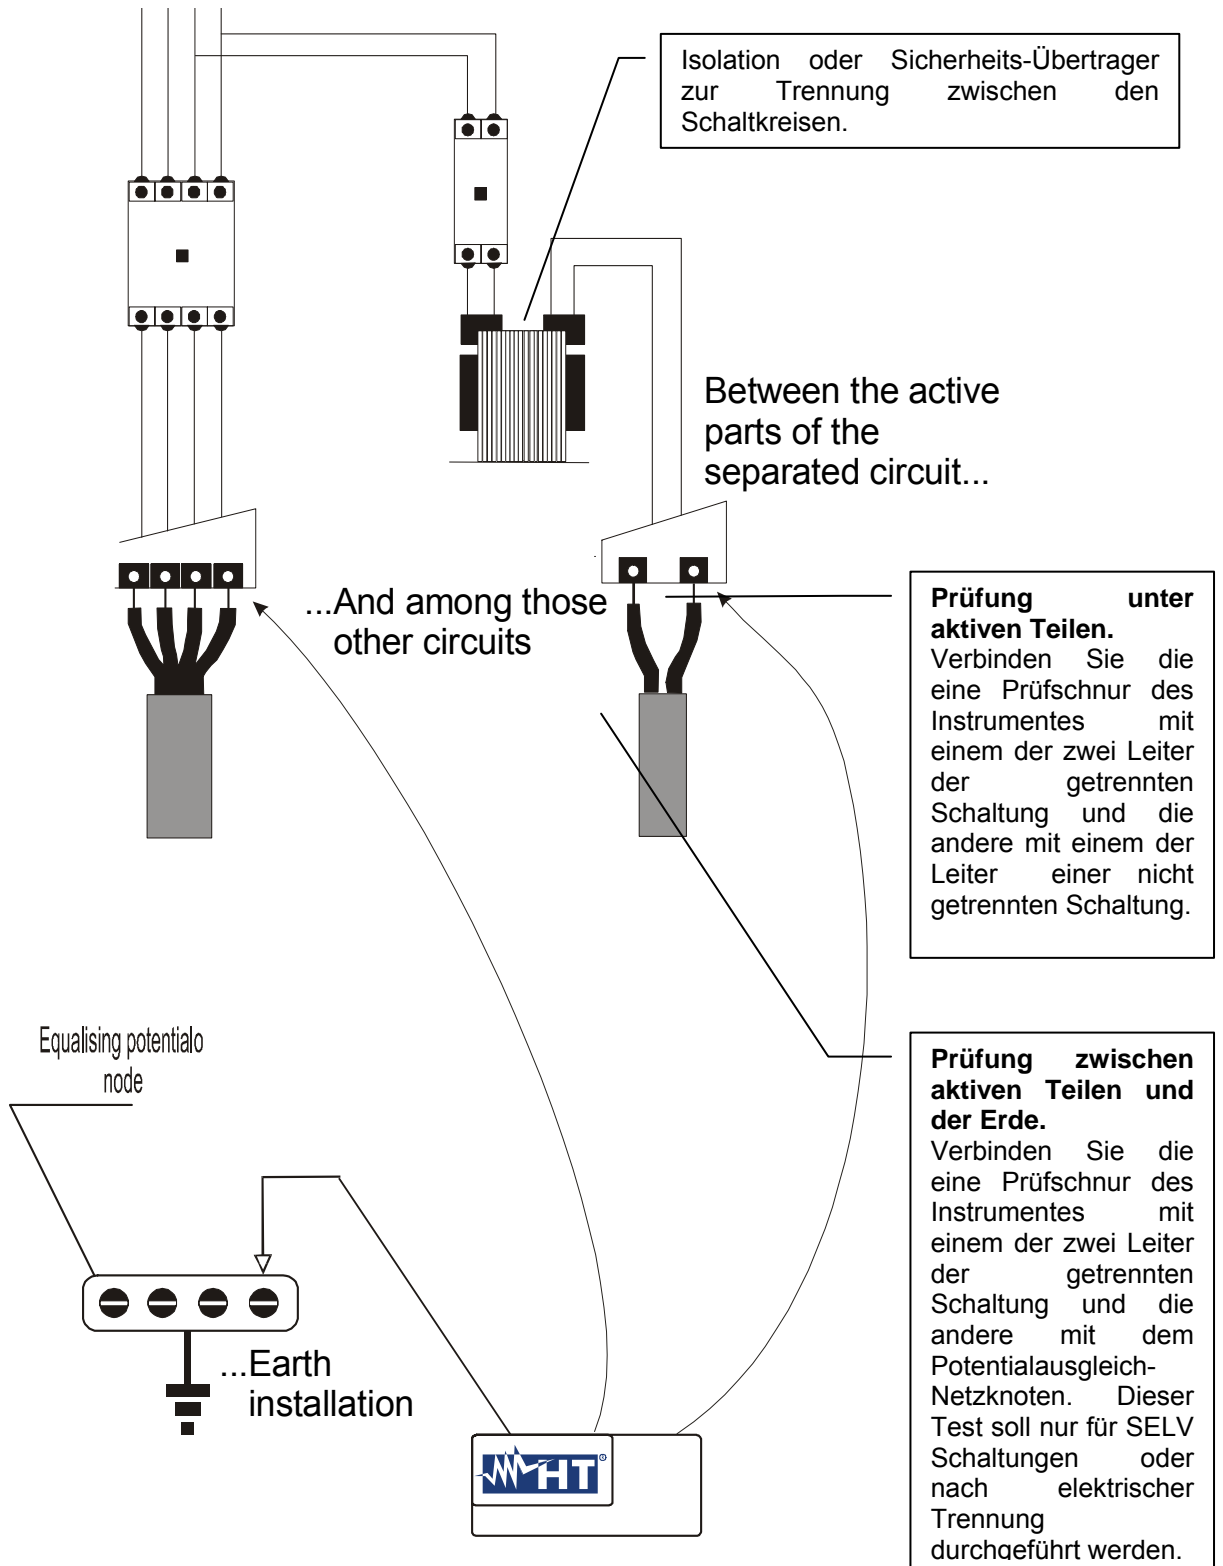 Isolation oder Sicherheits-Übertrager
zur Trennung zwischen den
Schaltkreisen.
Between the active
parts of the
separated circuit...
...And among those
other circuits
Prüfung unter
aktiven Teilen.
Verbinden Sie die
eine Prüfschnur des
Instrumentes mit
einem der zwei Leiter
der getrennten
Schaltung und die
andere mit einem der
Leiter einer nicht
getrennten Schaltung.
Equalising potentialo
node
...Earth
installation
Prüfung zwischen
aktiven Teilen und
der Erde.
Verbinden Sie die
eine Prüfschnur des
Instrumentes mit
einem der zwei Leiter
der getrennten
Schaltung und die
andere mit dem
Potentialausgleich-
Netzknoten. Dieser
Test soll nur für SELV
Schaltungen oder
nach elektrischer
Trennung
durchgeführt werden.
HT